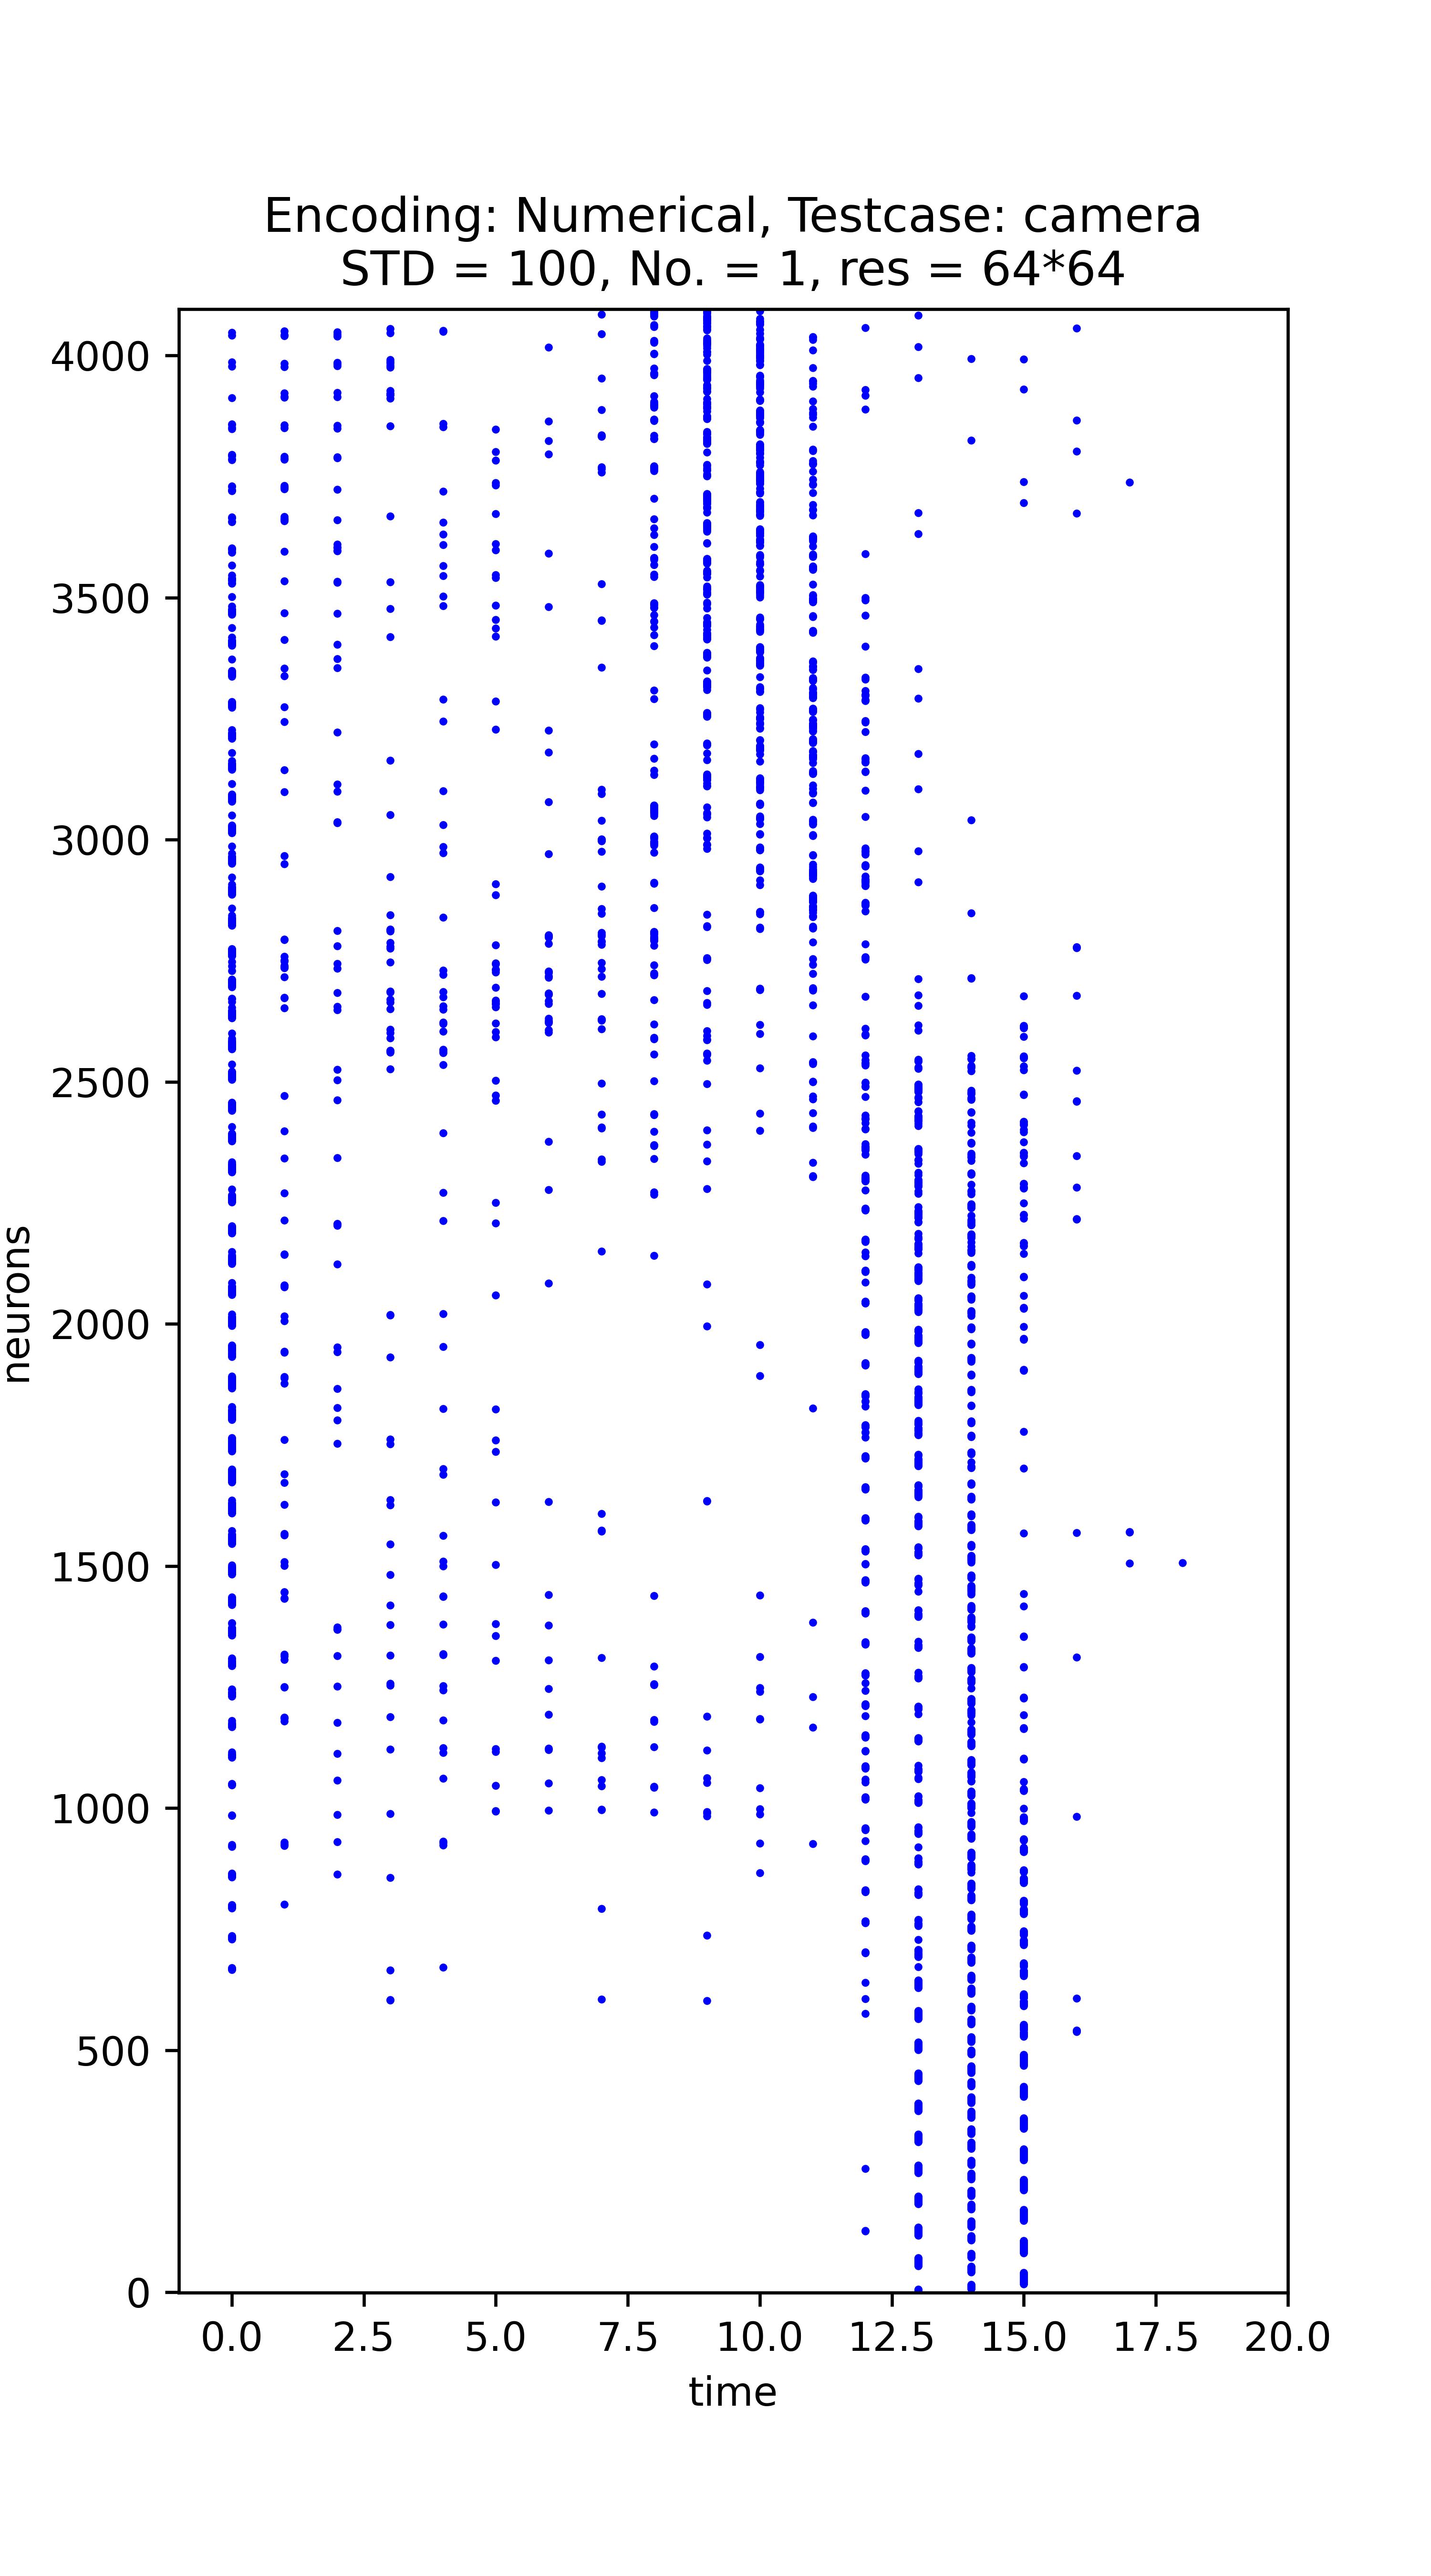 Encoding: Numerical, Testcase: camera
STD = 100, No. = 1, res = 64*64
4000
3500
3000
2500
2000
1500
1000
500
0
neurons
0.0 2.5 5.0 7.5 10.0 12.5 15.0 17.5 20.0
time